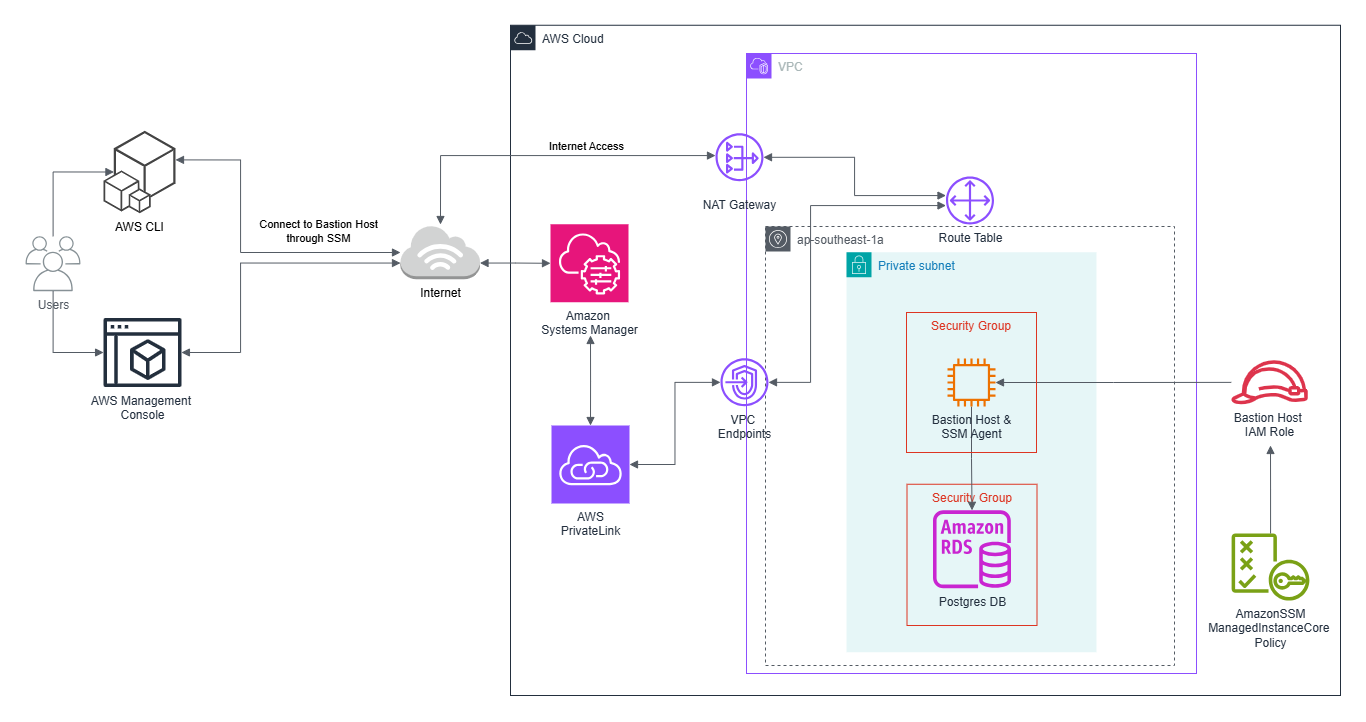 AWS Cloud
VPC
Internet Access
NAT Gateway
AWS CLI
Connect to Bastion Host
through SSM
Route Table
ap-southeast-1a
Private subnet
Users
Internet
Amazon
Systems Manager
Security Group
AWS Management
Console
VPC
Endpoints
Bastion Host &
SSM Agent
Bastion Host
IAM Role
Security Group
Amazon
RDS
AWS
PrivateLink
Postgres DB
AmazonSSM
ManagedInstanceCore
Policy